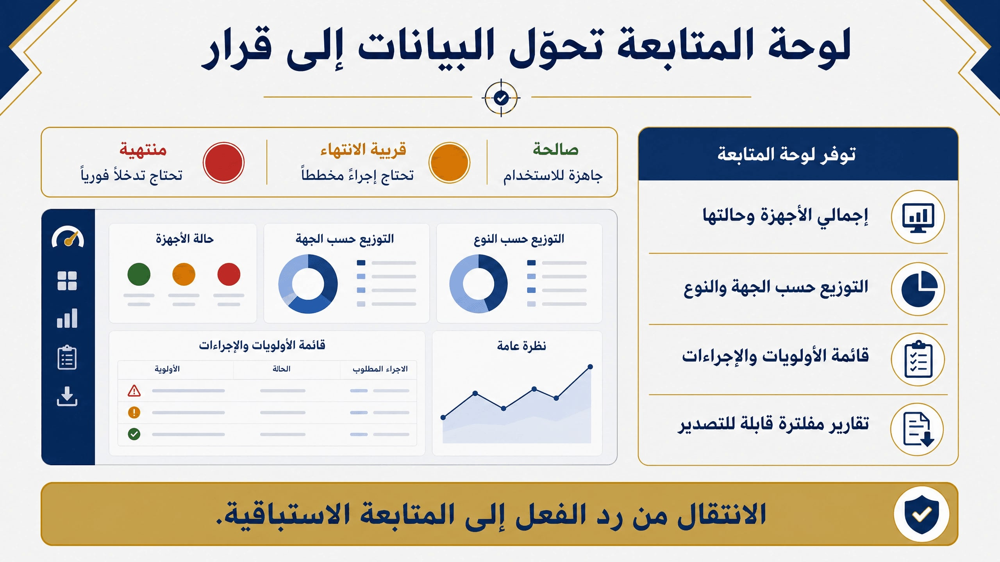 لوحة المتابعة تحوّل البيانات إلى قرار
توفر لوحة المتابعة
إجمالي الأجهزة وحالتها
التوزيع حسب الجهة والنوع
قائمة الأولويات والإجراءات
تقارير مفلترة قابلة للتصدير
صالحة
جاهزة للاستخدام
قريبة الانتهاء
تحتاج إجراءً مخططاً
منتهية
تحتاج تدخلاً فورياً
التوزيع حسب النوع
التوزيع حسب الجهة
حالة الأجهزة
نظرة عامة
قائمة الأولويات والإجراءات
الاجراء المطلوب
الحالة
الأولوية
الانتقال من رد الفعل إلى المتابعة الاستباقية.